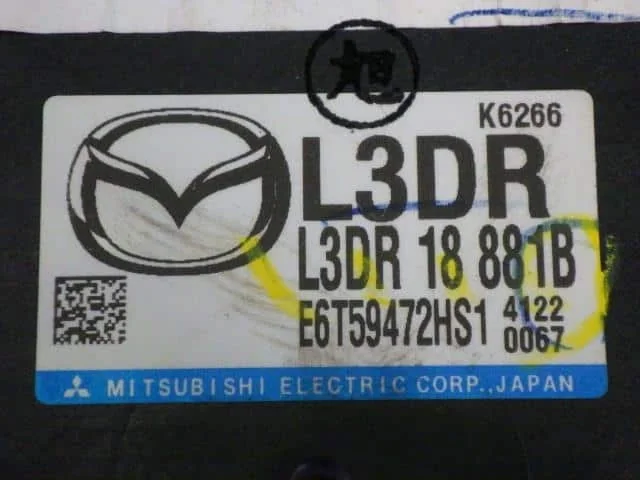 旭
K6266
L3DR
L3DR 18 881B
E6T59472HS1 4122
0067
MITSUBISHI ELECTRIC CORP.,JAPAN